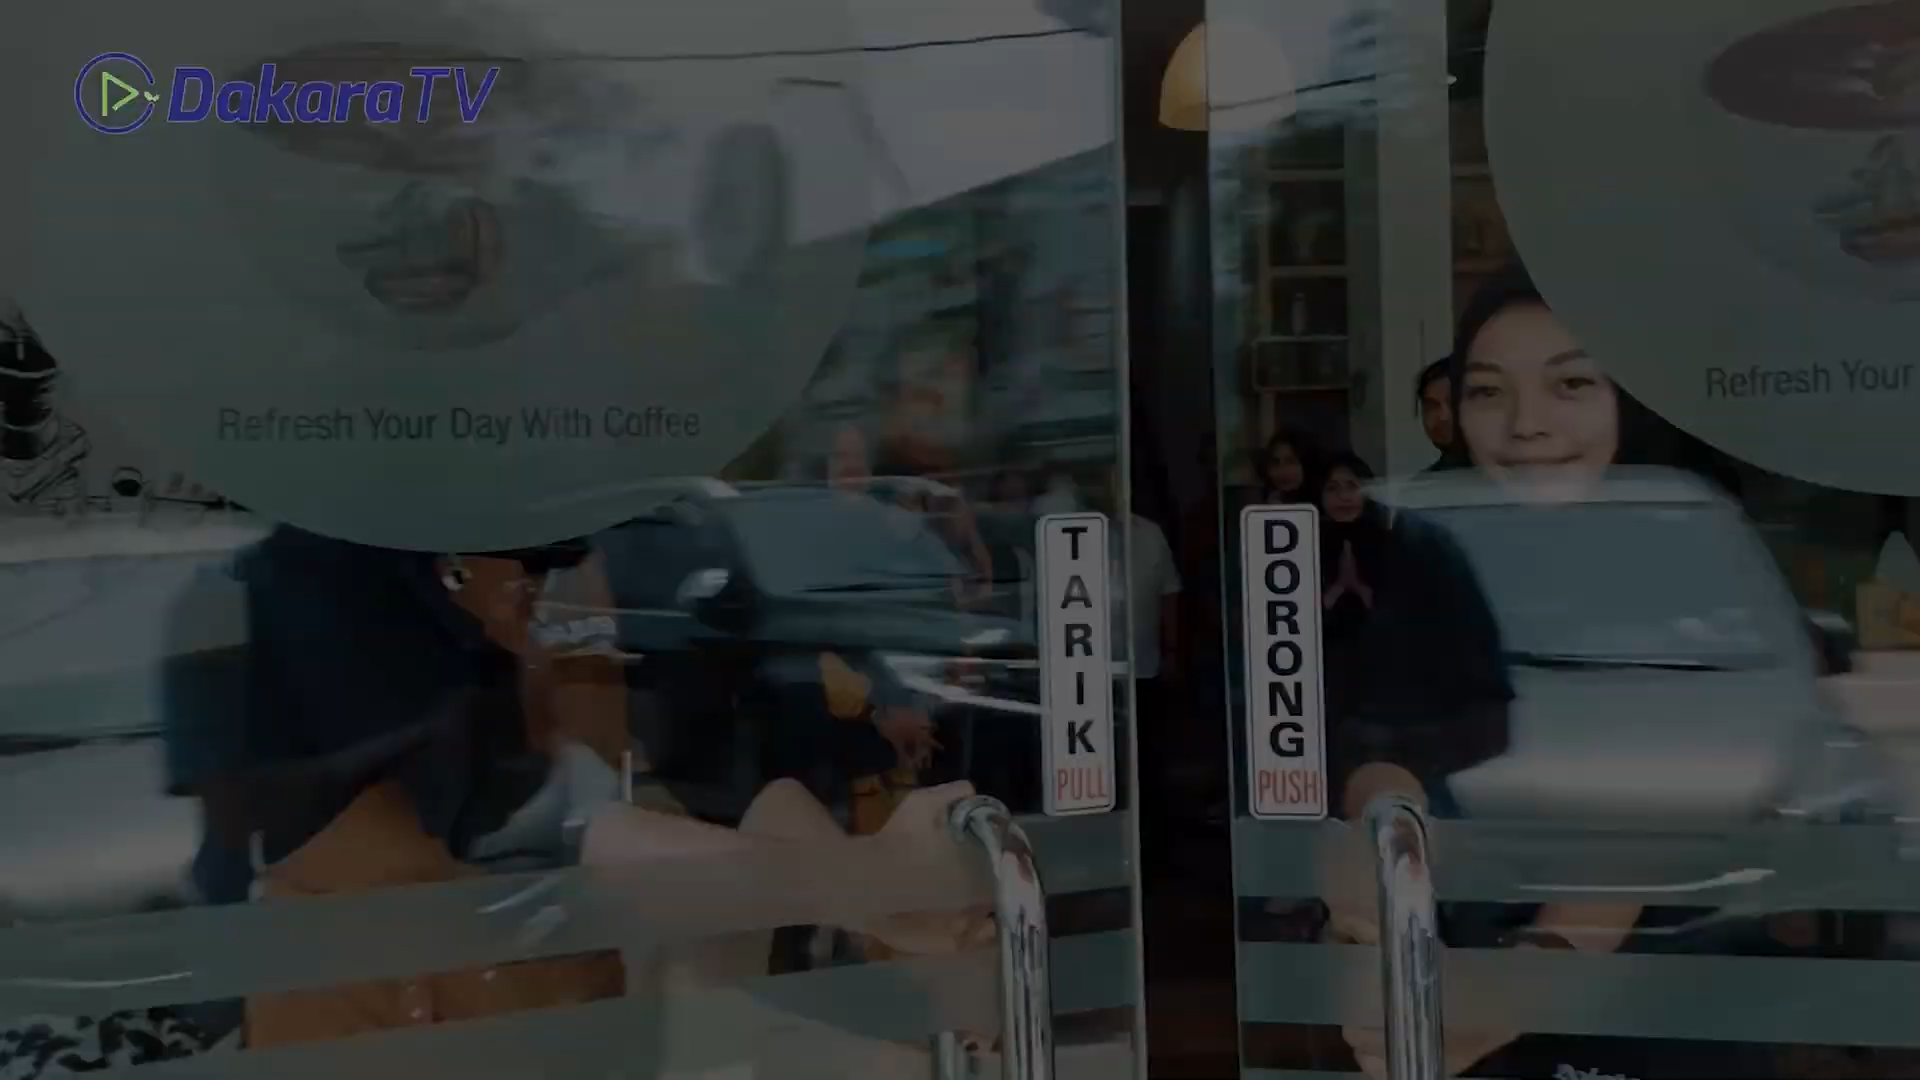 DakaraTV
Refresh Your Day With Coffee
Refresh Your
TARIK
PULL
DORONG
PUSH